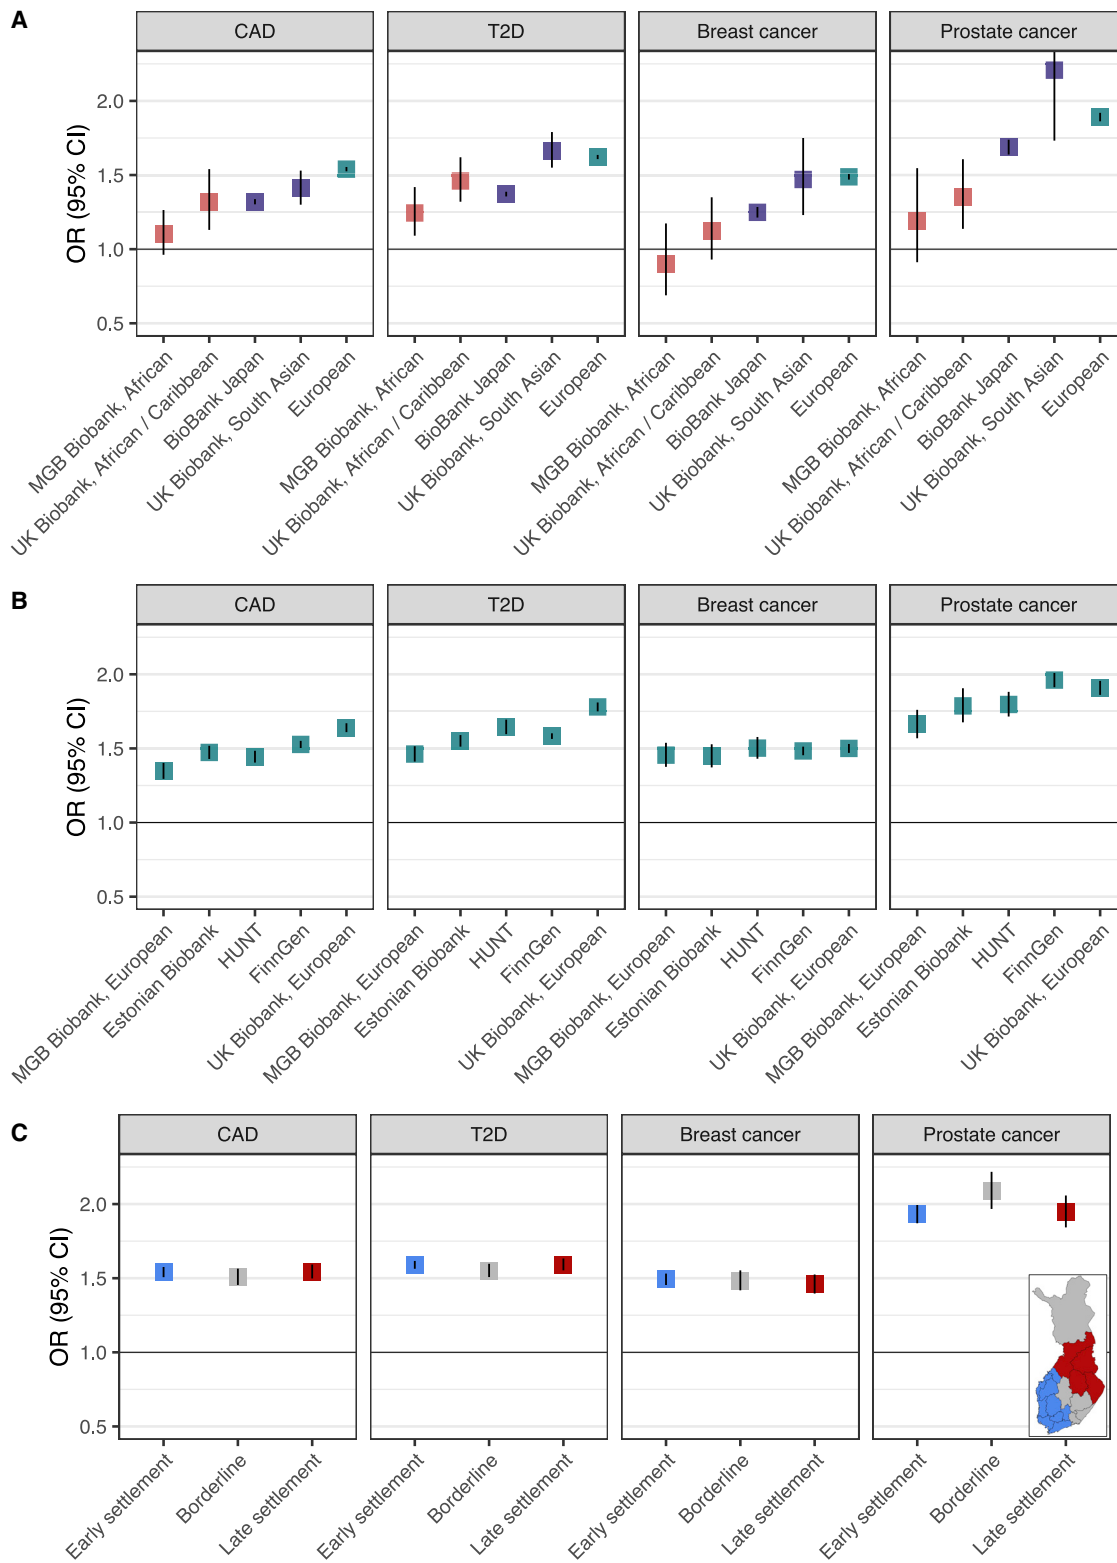 A
CAD
T2D
Breast cancer
Prostate cancer
OR (95% CI)
2.0
1.5
1.0
0.5
MGB Biobank, African
UK Biobank, African / Caribbean
BioBank Japan
UK Biobank, South Asian
European
MGB Biobank, African
UK Biobank, African / Caribbean
BioBank Japan
UK Biobank, South Asian
European
MGB Biobank, African
UK Biobank, African / Caribbean
BioBank Japan
UK Biobank, South Asian
European
MGB Biobank, African
UK Biobank, African / Caribbean
BioBank Japan
UK Biobank, South Asian
European
B
CAD
T2D
Breast cancer
Prostate cancer
OR (95% CI)
2.0
1.5
1.0
0.5
MGB Biobank, European
Estonian Biobank
HUNT
FinnGen
UK Biobank, European
MGB Biobank, European
Estonian Biobank
HUNT
FinnGen
UK Biobank, European
MGB Biobank, European
Estonian Biobank
HUNT
FinnGen
UK Biobank, European
MGB Biobank, European
Estonian Biobank
HUNT
FinnGen
UK Biobank, European
C
CAD
T2D
Breast cancer
Prostate cancer
OR (95% CI)
2.0
1.5
1.0
0.5
Early settlement
Borderline
Late settlement
Early settlement
Borderline
Late settlement
Early settlement
Borderline
Late settlement
Early settlement
Borderline
Late settlement